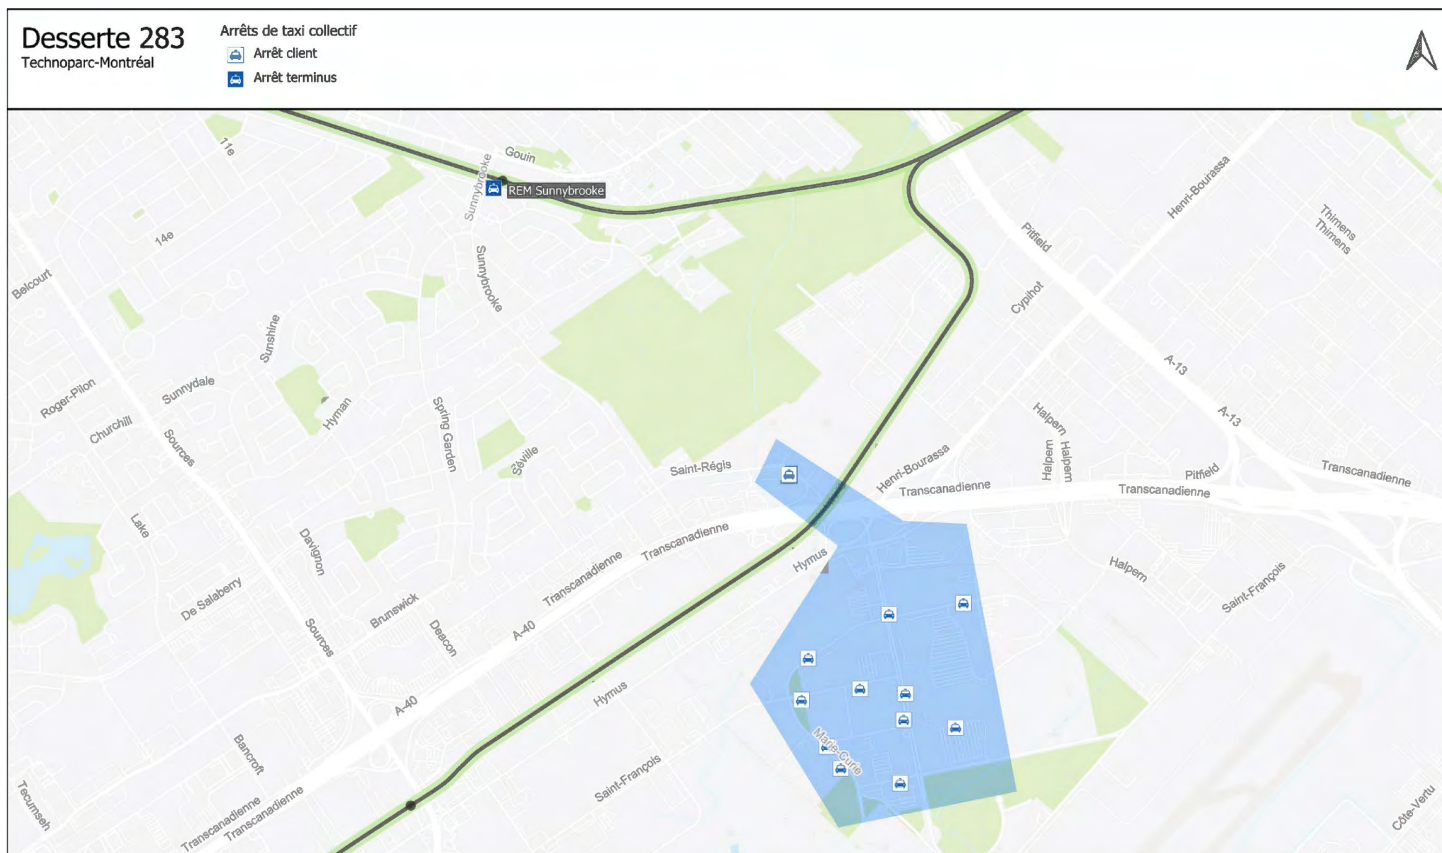 Desserte 283
Technoparc-Montréal
Arrêts de taxi collectif
Arrêt client
Arrêt terminus
11e
Gouin
Sunnybrooke
REM Sunnybrooke
Henri-Bourassa
Thimens
Thimens
Pitfield
14e
Belcourt
Sunnybrooke
Cypihot
Sunshine
A-13
Roger-Pilon
Sunnydale
Churchill
Hyman
Spring Garden
Sources
Séville
A-13
Halpern
Halpern
Halpern
Saint-Régis
Henri-Bourassa
Transcanadienne
Pitfield
Transcanadienne
Transcanadienne
Lake
Davignon
Transcanadienne
Transcanadienne
Hymus
Halpern
Saint-François
De Salaberry
Brunswick
Deacon
A-40
Sources
Hymus
A-40
Marie-Curie
Bancroft
Saint-François
Tecumseh
Transcanadienne
Transcanadienne
Côte-Vertu